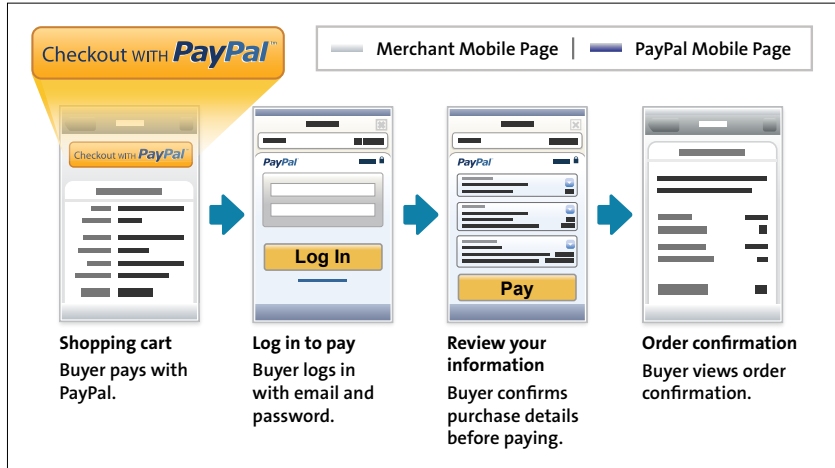 Checkout WITH PayPal™
Merchant Mobile Page | PayPal Mobile Page
Checkout WITH PayPal
PayPal
Log In
PayPal
Pay
Shopping cart
Buyer pays with
PayPal.
Log in to pay
Buyer logs in
with email and
password.
Review your
information
Buyer confirms
purchase details
before paying.
Order confirmation
Buyer views order
confirmation.